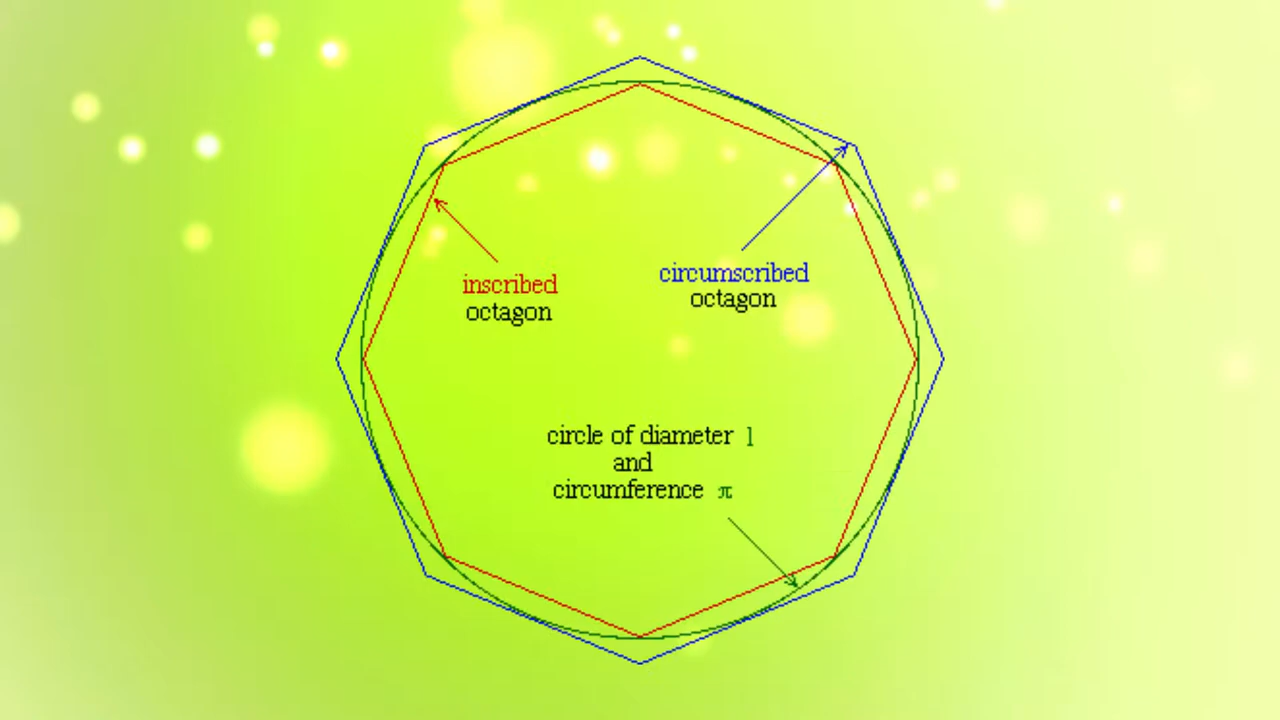 inscribed
octagon
circumscribed
octagon
circle of diameter 1
and
circumference π